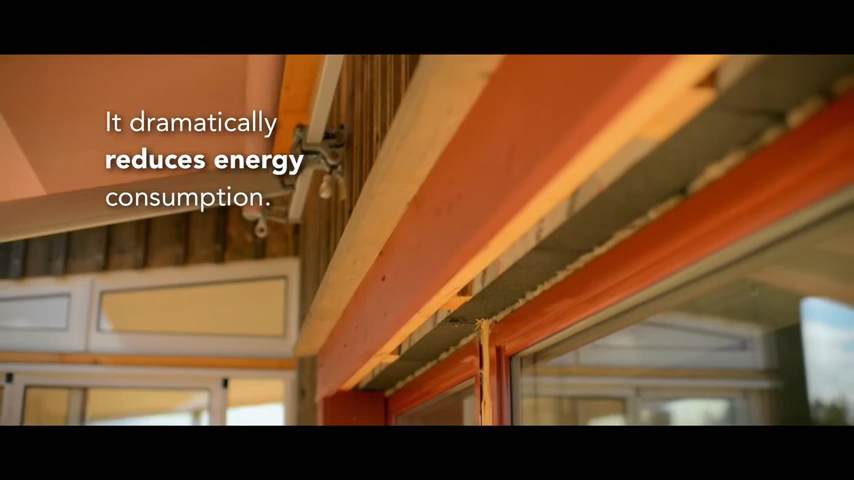 It dramatically
reduces energy
consumption.